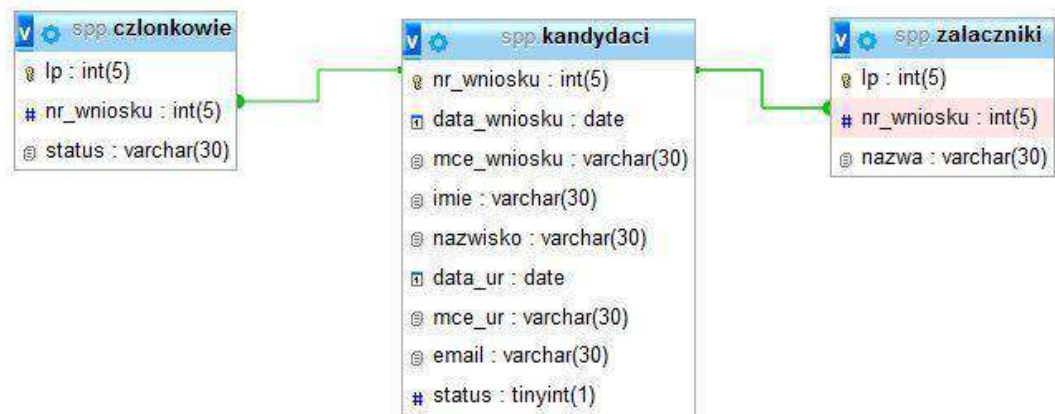 spp czlonkowie
lp : int(5)
nr_wniosku : int(5)
status : varchar(30)
spp kandydaci
nr_wniosku : int(5)
data_wniosku : date
mce_wniosku : varchar(30)
imie : varchar(30)
nazwisko : varchar(30)
data_ur : date
mce_ur : varchar(30)
email : varchar(30)
status : tinyint(1)
spp zalaczniki
lp : int(5)
nr_wniosku : int(5)
nazwa : varchar(30)